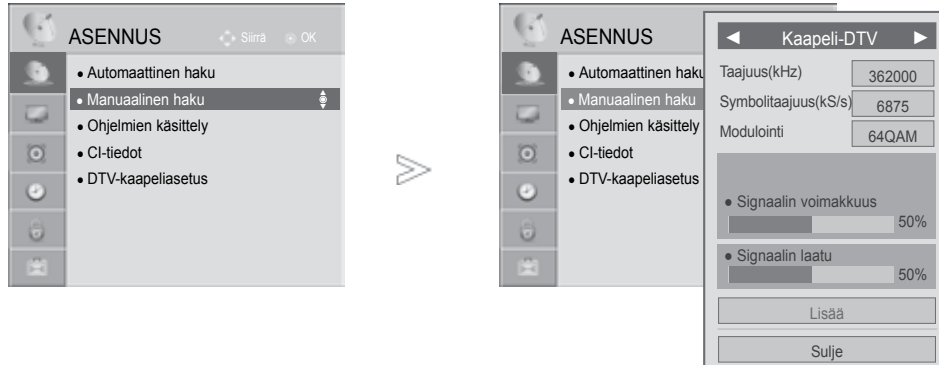 ASENNUS
Siirrä
OK
• Automaattinen haku
• Manuaalinen haku
• Ohjelmien käsittely
• CI-tiedot
• DTV-kaapeliasetus
ASENNUS
• Automaattinen haku
• Manuaalinen haku
• Ohjelmien käsittely
• CI-tiedot
• DTV-kaapeliasetus
◄ Kaapeli-DTV ►
Taajuus(kHz) 362000
Symbolitaajuus(kS/s) 6875
Modulointi 64QAM
• Signaalin voimakkuus
50%
• Signaalin laatu
50%
Lisää
Sulje